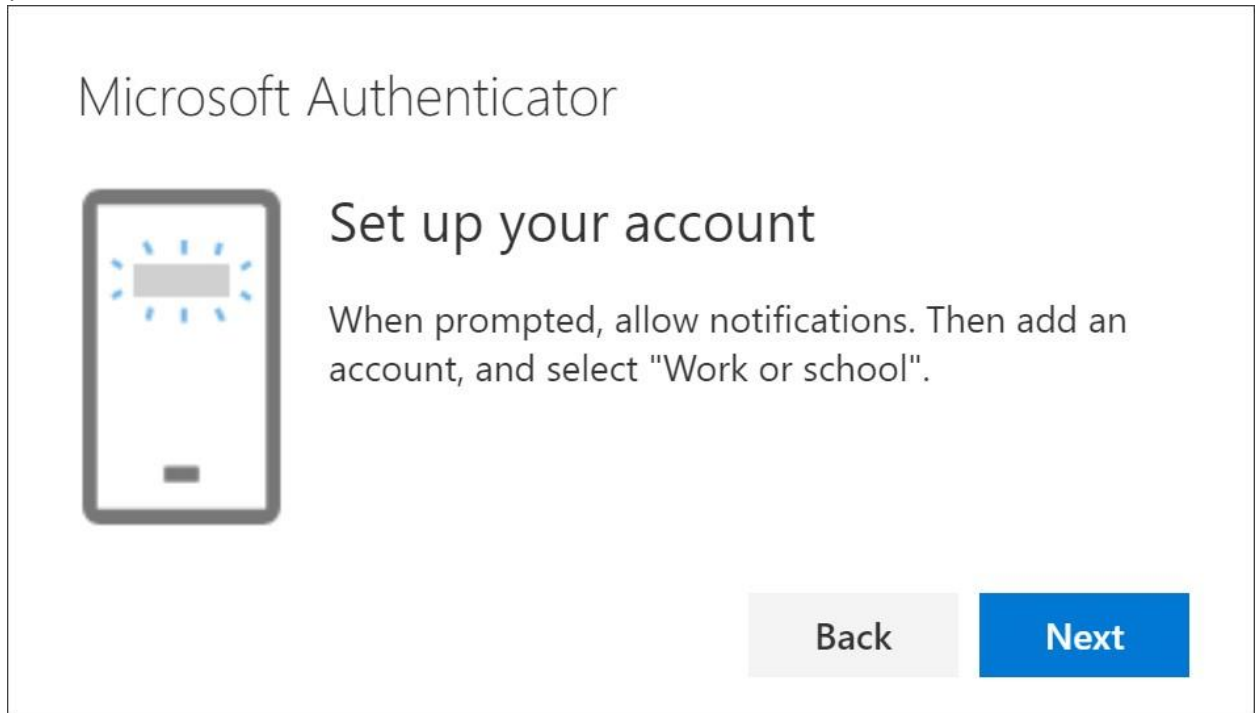 Microsoft Authenticator
Set up your account
When prompted, allow notifications. Then add an
account, and select "Work or school".
Back
Next